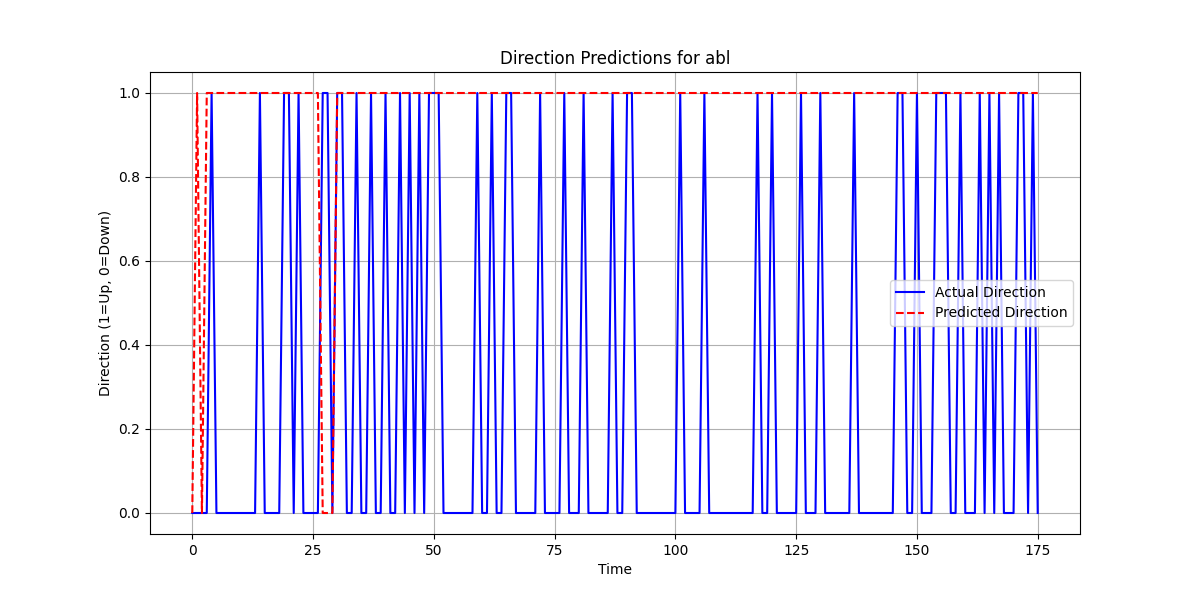 Direction Predictions for abl
1.0
0.8
0.6
0.4
0.2
0.0
Direction (1=Up, 0=Down)
Actual Direction
Predicted Direction
0 25 50 75 100 125 150 175
Time